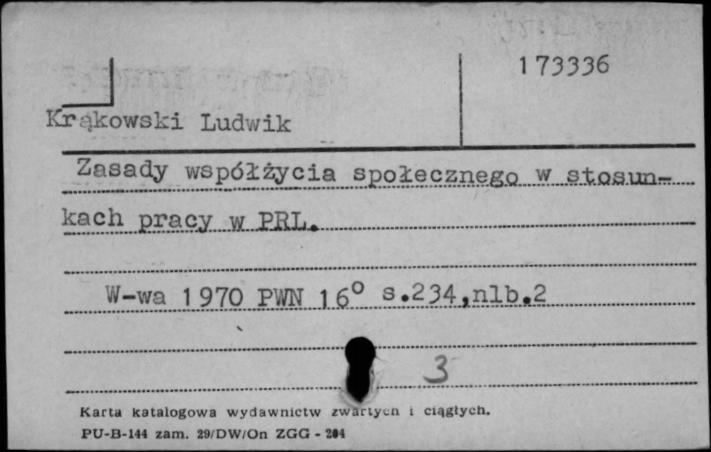 173336
Krąkowski Ludwik
Zasady współżycia społecznego w stosun-
kach pracy w PRL.
W-wa 1970 PWN 16° s.234,nlb.2
3
Karta katalogowa wydawnictw zwartych i ciągłych.
PU-B-144 zam. 29/DW/On ZGG - 204